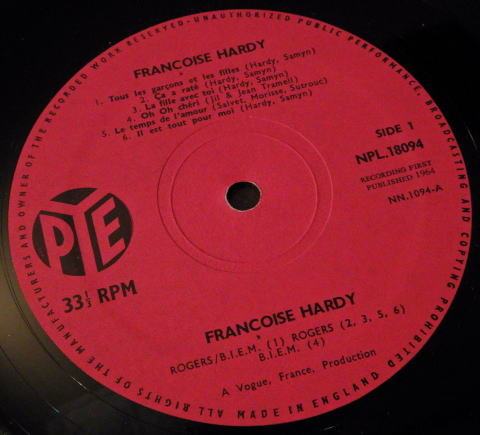 MANUFACTURERS AND OWNER OF THE RECORDED WORK RESERVED-UNAUTHORIZED PUBLIC PERFORMANCE, BROADCASTING AND COPYING PROHIBITED
FRANCOISE HARDY
1. Tous les garçons et les filles (Hardy, Samyn)
2. Ça a raté (Hardy, Samyn)
3. La fille avec toi (Hardy, Samyn)
4. Oh Oh chéri (Jil & Jean Trameil)
5. Le temps de l'amour (Salvet, Morisse, Sutrouc)
6. Il est tout pour moi (Hardy, Samyn)
SIDE 1
NPL.18094
RECORDING FIRST
PUBLISHED 1964
NN.1094-A
PYE
33⅓ RPM
FRANCOISE HARDY
ROGERS/B.I.E.M. (1) ROGERS (2, 3, 5, 6)
B.I.E.M. (4)
A Vogue, France, Production
ALL RIGHTS OF THE
MADE IN ENGLAND